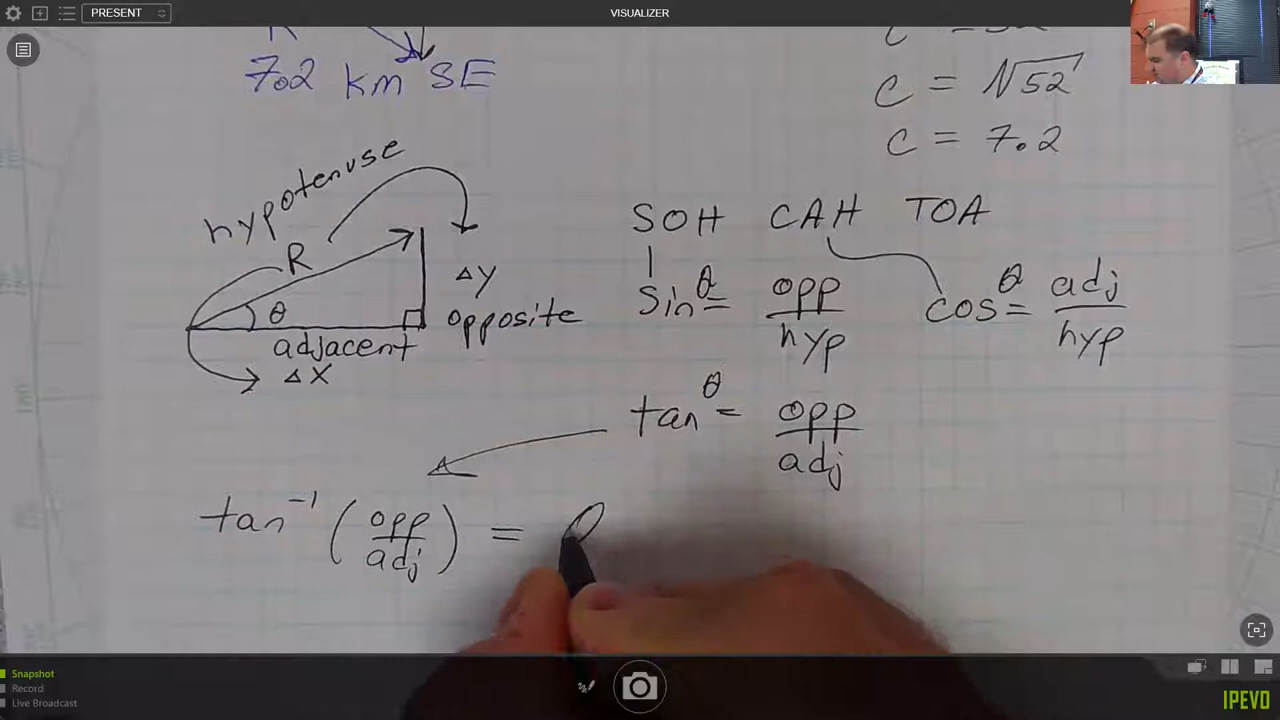 PRESENT
VISUALIZER
7.2 km SE
C = √52
C = 7.2
hypotenuse
R
θ
ΔY
opposite
adjacent
ΔX
SOH CAH TOA
Sin θ = opp/hyp
cos θ = adj/hyp
tan θ = opp/adj
tan⁻¹ (opp/adj) = θ
Snapshot
Record
Live Broadcast
IPEVO